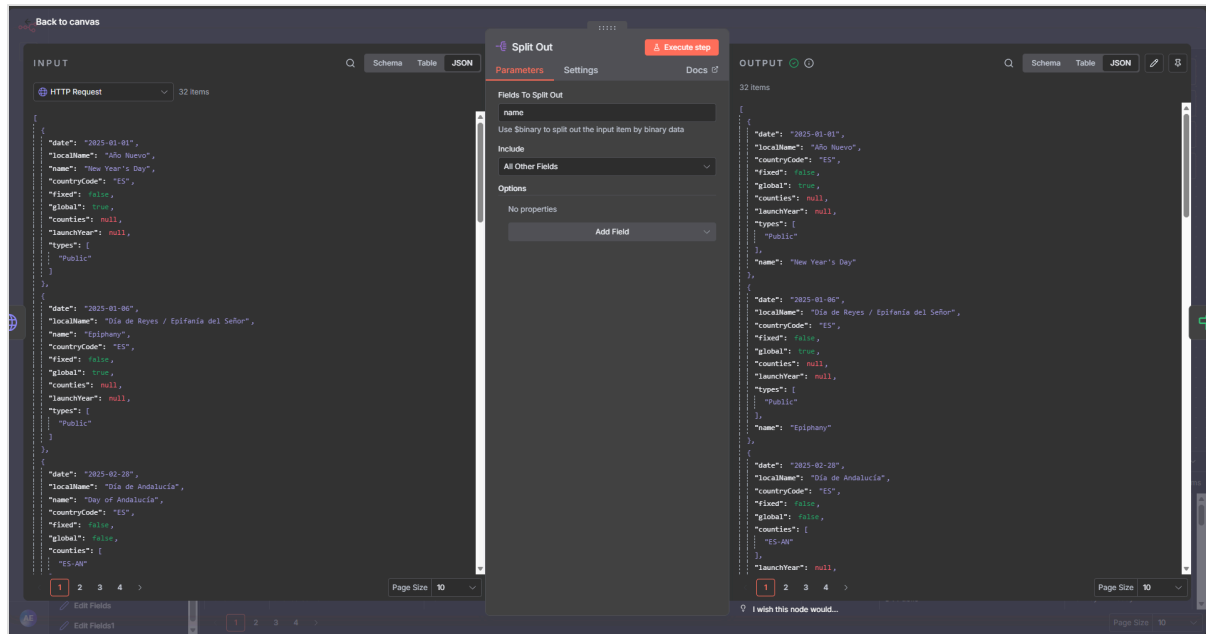 Back to canvas
INPUT
Schema Table JSON
HTTP Request
32 items
[
{
"date": "2025-01-01",
"localName": "Año Nuevo",
"name": "New Year's Day",
"countryCode": "ES",
"fixed": false,
"global": true,
"counties": null,
"launchYear": null,
"types": [
"Public"
]
},
{
"date": "2025-01-06",
"localName": "Día de Reyes / Epifanía del Señor",
"name": "Epiphany",
"countryCode": "ES",
"fixed": false,
"global": true,
"counties": null,
"launchYear": null,
"types": [
"Public"
]
},
{
"date": "2025-02-28",
"localName": "Día de Andalucía",
"name": "Day of Andalucía",
"countryCode": "ES",
"fixed": false,
"global": false,
"counties": [
"ES-AN"
1 2 3 4 >
Page Size 10
Split Out
Execute step
Parameters Settings Docs
Fields To Split Out
name
Use $binary to split out the input item by binary data
Include
All Other Fields
Options
No properties
Add Field
OUTPUT
Schema Table JSON
32 items
[
{
"date": "2025-01-01",
"localName": "Año Nuevo",
"countryCode": "ES",
"fixed": false,
"global": true,
"counties": null,
"launchYear": null,
"types": [
"Public"
],
"name": "New Year's Day"
},
{
"date": "2025-01-06",
"localName": "Día de Reyes / Epifanía del Señor",
"countryCode": "ES",
"fixed": false,
"global": true,
"counties": null,
"launchYear": null,
"types": [
"Public"
],
"name": "Epiphany"
},
{
"date": "2025-02-28",
"localName": "Día de Andalucía",
"countryCode": "ES",
"fixed": false,
"global": false,
"counties": [
"ES-AN"
],
"launchYear": null,
1 2 3 4 >
Page Size 10
I wish this node would...
AE
Edit Fields
Edit Fields1
1 2 3 4 >
Page Size 10